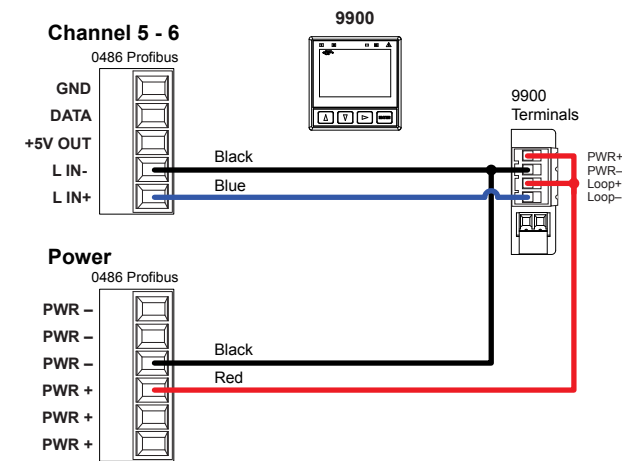 9900
Channel 5 - 6
0486 Profibus
GND
DATA
+5V OUT
L IN-
L IN+
Black
Blue
9900
Terminals
PWR+
PWR–
Loop+
Loop–
Power
0486 Profibus
PWR –
PWR –
PWR –
PWR +
PWR +
PWR +
Black
Red